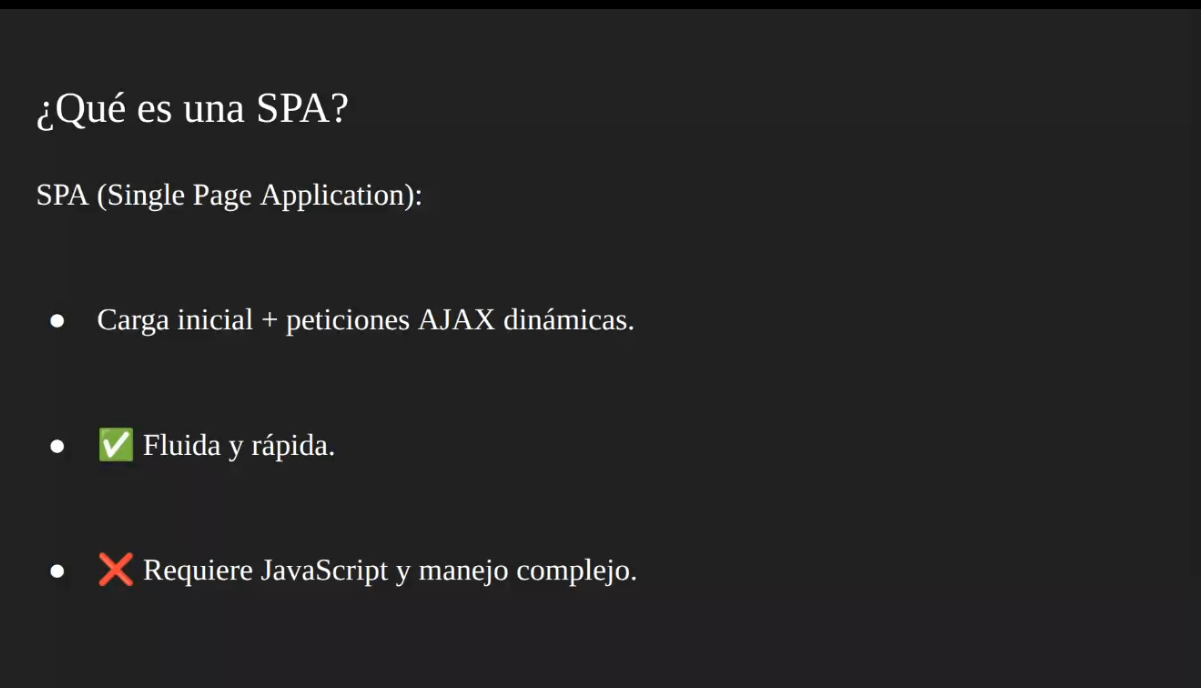 ¿Qué es una SPA?
SPA (Single Page Application):
● Carga inicial + peticiones AJAX dinámicas.
● ✅ Fluida y rápida.
● ❌ Requiere JavaScript y manejo complejo.